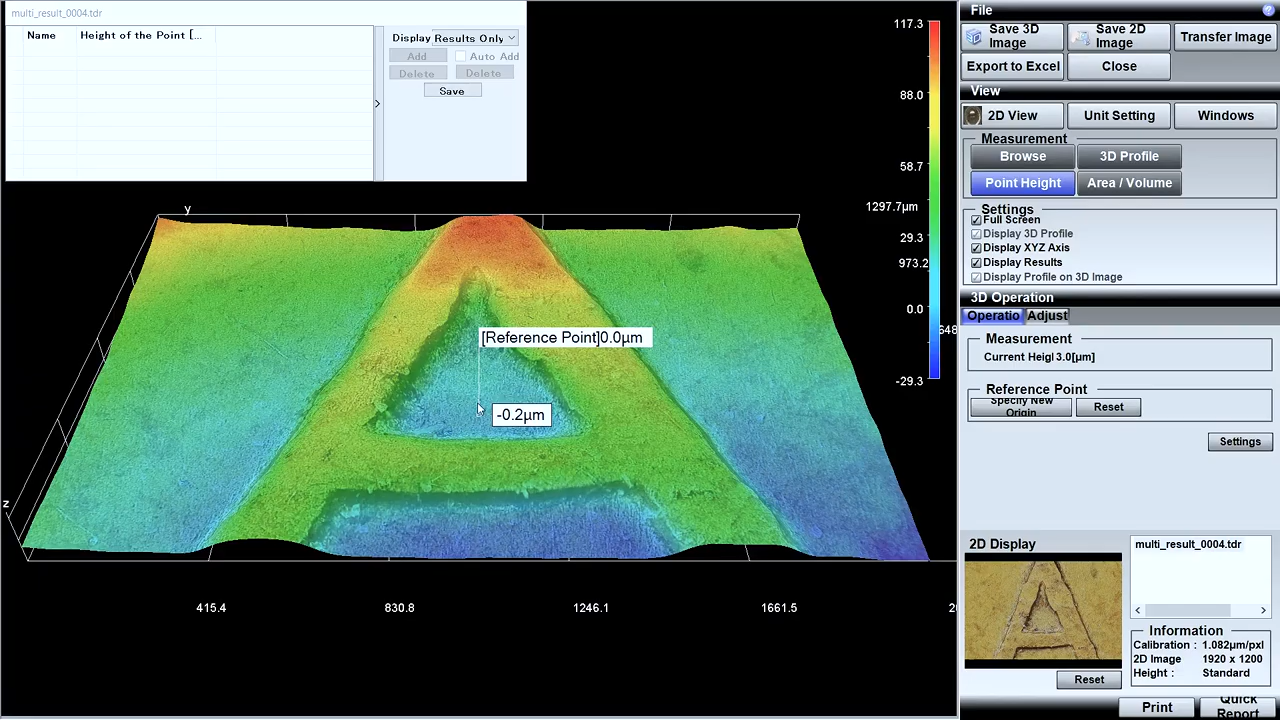 multi_result_0004.tdr
Name Height of the Point [...
Display Results Only
Add Auto Add
Delete Delete
Save
117.3
88.0
58.7
1297.7µm
29.3
973.2
0.0
648
-29.3
y
z
[Reference Point]0.0µm
-0.2µm
415.4 830.8 1246.1 1661.5 20
File
?
Save 3D Image
Save 2D Image
Transfer Image
Export to Excel
Close
View
2D View
Unit Setting
Windows
Measurement
Browse
3D Profile
Point Height
Area / Volume
Settings
Full Screen
Display 3D Profile
Display XYZ Axis
Display Results
Display Profile on 3D Image
3D Operation
Operatio Adjust
Measurement
Current Heigl 3.0[µm]
Reference Point
Specify New Origin
Reset
Settings
2D Display
multi_result_0004.tdr
Information
Calibration : 1.082µm/pxl
2D Image 1920 x 1200
Height : Standard
Reset
Print
Quick Report